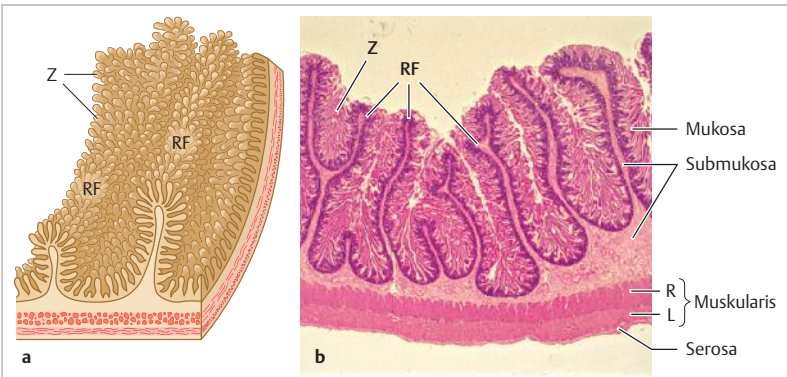 Z
RF
RF
a
Z
RF
Mukosa
Submukosa
R
L
Muskularis
Serosa
b